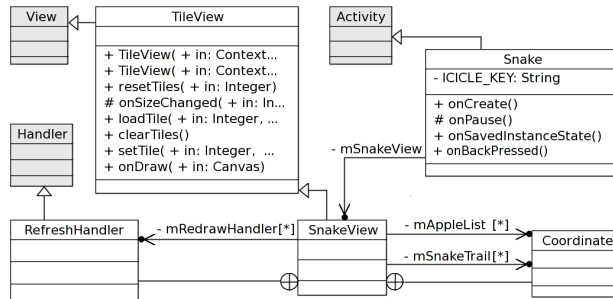 View
TileView
+ TileView( + in: Context...
+ TileView( + in: Context...
+ resetTiles( + in: Integer)
# onSizeChanged( + in: In...
+ loadTile( + in: Integer, ...
+ clearTiles()
+ setTile( + in: Integer, ...
+ onDraw( + in: Canvas)
Activity
Snake
- ICICLE_KEY: String
+ onCreate()
# onPause()
+ onSavedInstanceState()
+ onBackPressed()
Handler
- mSnakeView
RefreshHandler
- mRedrawHandler[*]
SnakeView
- mAppleList [*]
- mSnakeTrail[*]
Coordinate